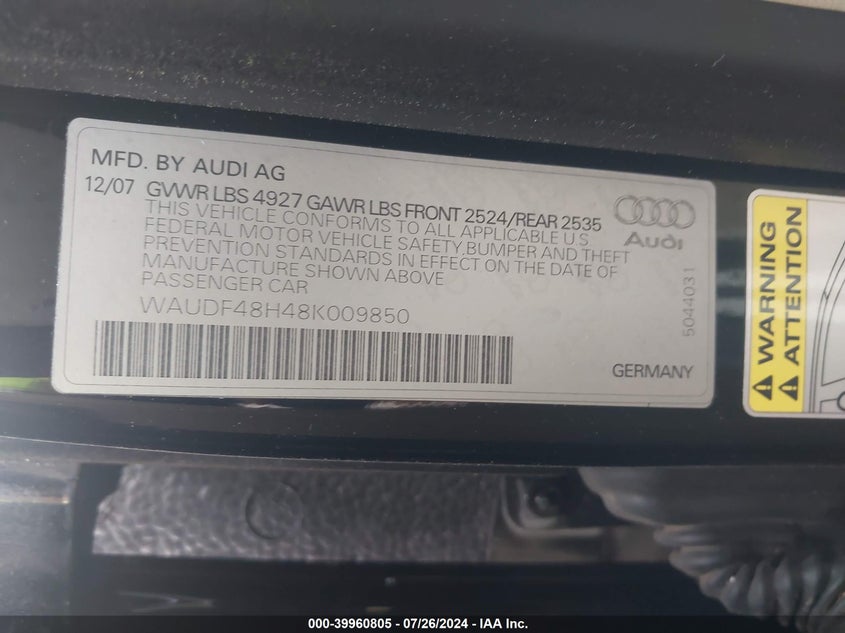 MFD. BY AUDI AG
12/07 GVWR LBS 4927 GAWR LBS FRONT 2524/REAR 2535
THIS VEHICLE CONFORMS TO ALL APPLICABLE U.S
FEDERAL MOTOR VEHICLE SAFETY,BUMPER AND THEFT
PREVENTION STANDARDS IN EFFECT ON THE DATE OF
MANUFACTURE SHOWN ABOVE
PASSENGER CAR
WAUDF48H48K009850
GERMANY
Audi
5044031
WARNING
ATTENTION
000-39960805 - 07/26/2024 - IAA Inc.